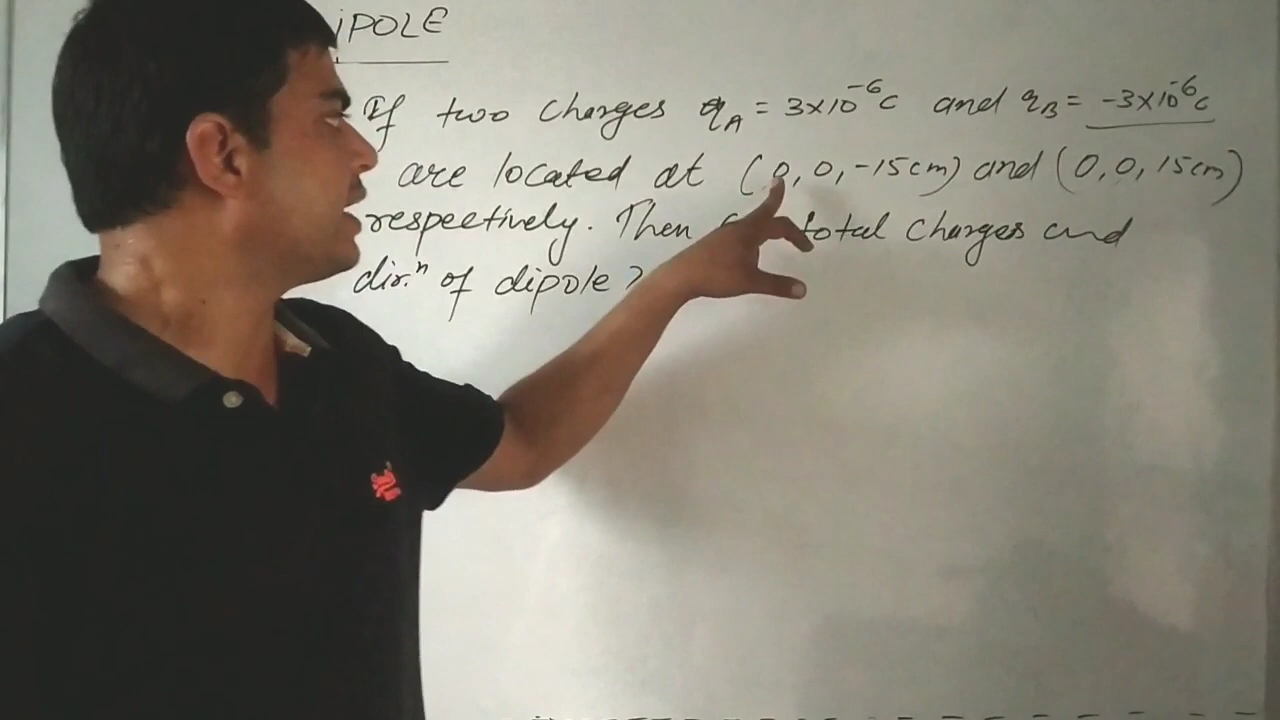 iPOLE
If two charges qA = 3×10⁻⁶C and qB = -3×10⁻⁶C
are located at (0,0,-15cm) and (0,0,15cm)
respectively. Then total charges and
dirⁿ. of dipole?